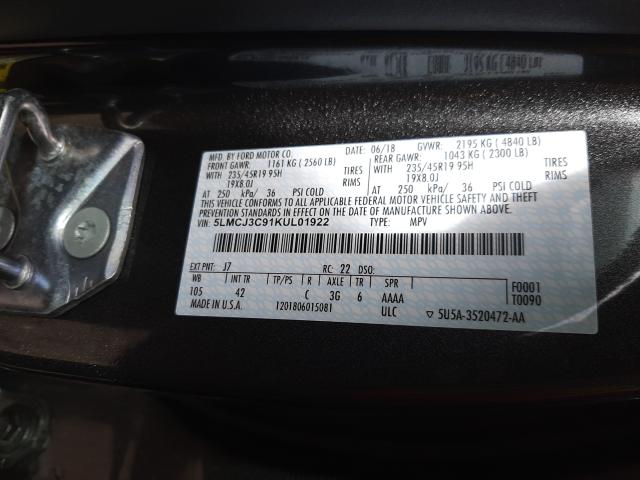 MFD. BY FORD MOTOR CO. DATE: 06/18 GVWR: 2195 KG ( 4840 LB)
FRONT GAWR: 1161 KG ( 2560 LB) REAR GAWR: 1043 KG ( 2300 LB)
WITH 235/45R19 95H TIRES WITH 235/45R19 95H TIRES
19X8.0J RIMS 19X8.0J RIMS
AT 250 kPa/ 36 PSI COLD AT 250 kPa/ 36 PSI COLD
THIS VEHICLE CONFORMS TO ALL APPLICABLE FEDERAL MOTOR VEHICLE SAFETY AND THEFT
PREVENTION STANDARDS IN EFFECT ON THE DATE OF MANUFACTURE SHOWN ABOVE.
VIN: 5LMCJ3C91KUL01922 TYPE: MPV
EXT PNT: J7 RC: 22 DSO: F0001
WB INT TR TP/PS R AXLE TR SPR T0090
105 42 C 3G 6 AAAA
MADE IN U.S.A. 1201806015081 ULC ▽ 5U5A-3520472-AA
2195 KG ( 4840 LB)